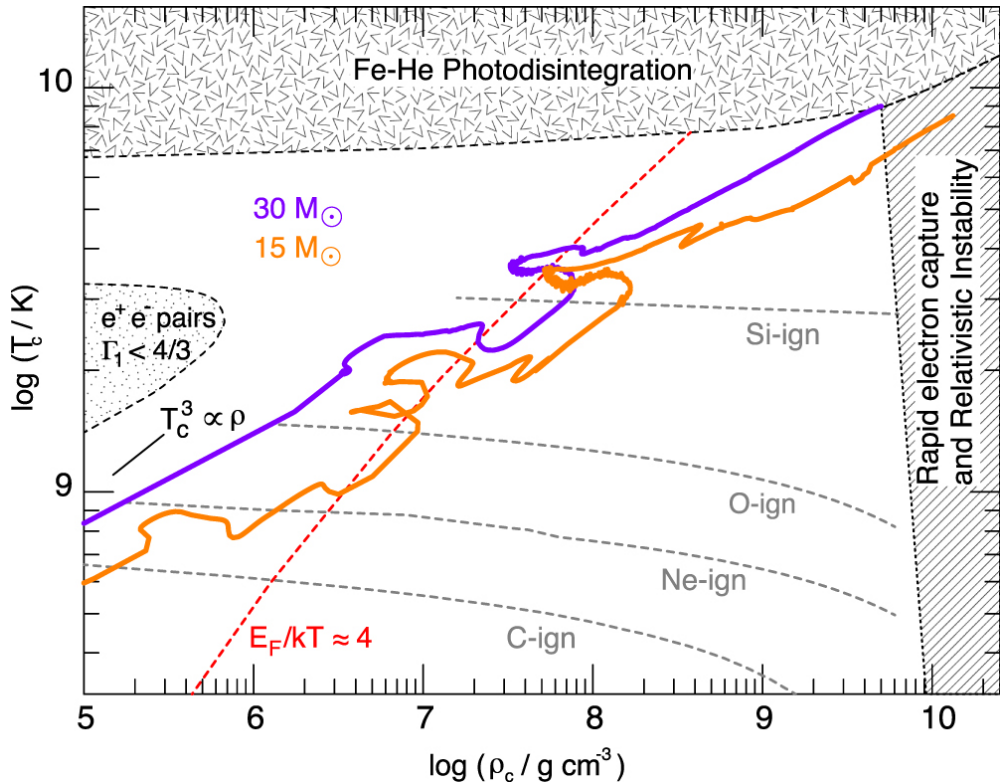 Fe-He Photodisintegration
10
30 M☉
15 M☉
e⁺ e⁻ pairs
Γ₁ < 4/3
T_c³ ∝ ρ
9
Si-ign
O-ign
Ne-ign
C-ign
E_F/kT ≈ 4
Rapid electron capture
and Relativistic Instability
log (T_c / K)
5 6 7 8 9 10
log (ρ_c / g cm⁻³)